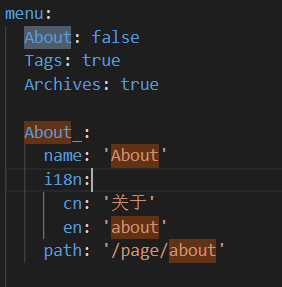 menu:
  About: false
  Tags: true
  Archives: true

  About_:
    name: 'About'
    i18n:
      cn: '关于'
      en: 'about'
    path: '/page/about'